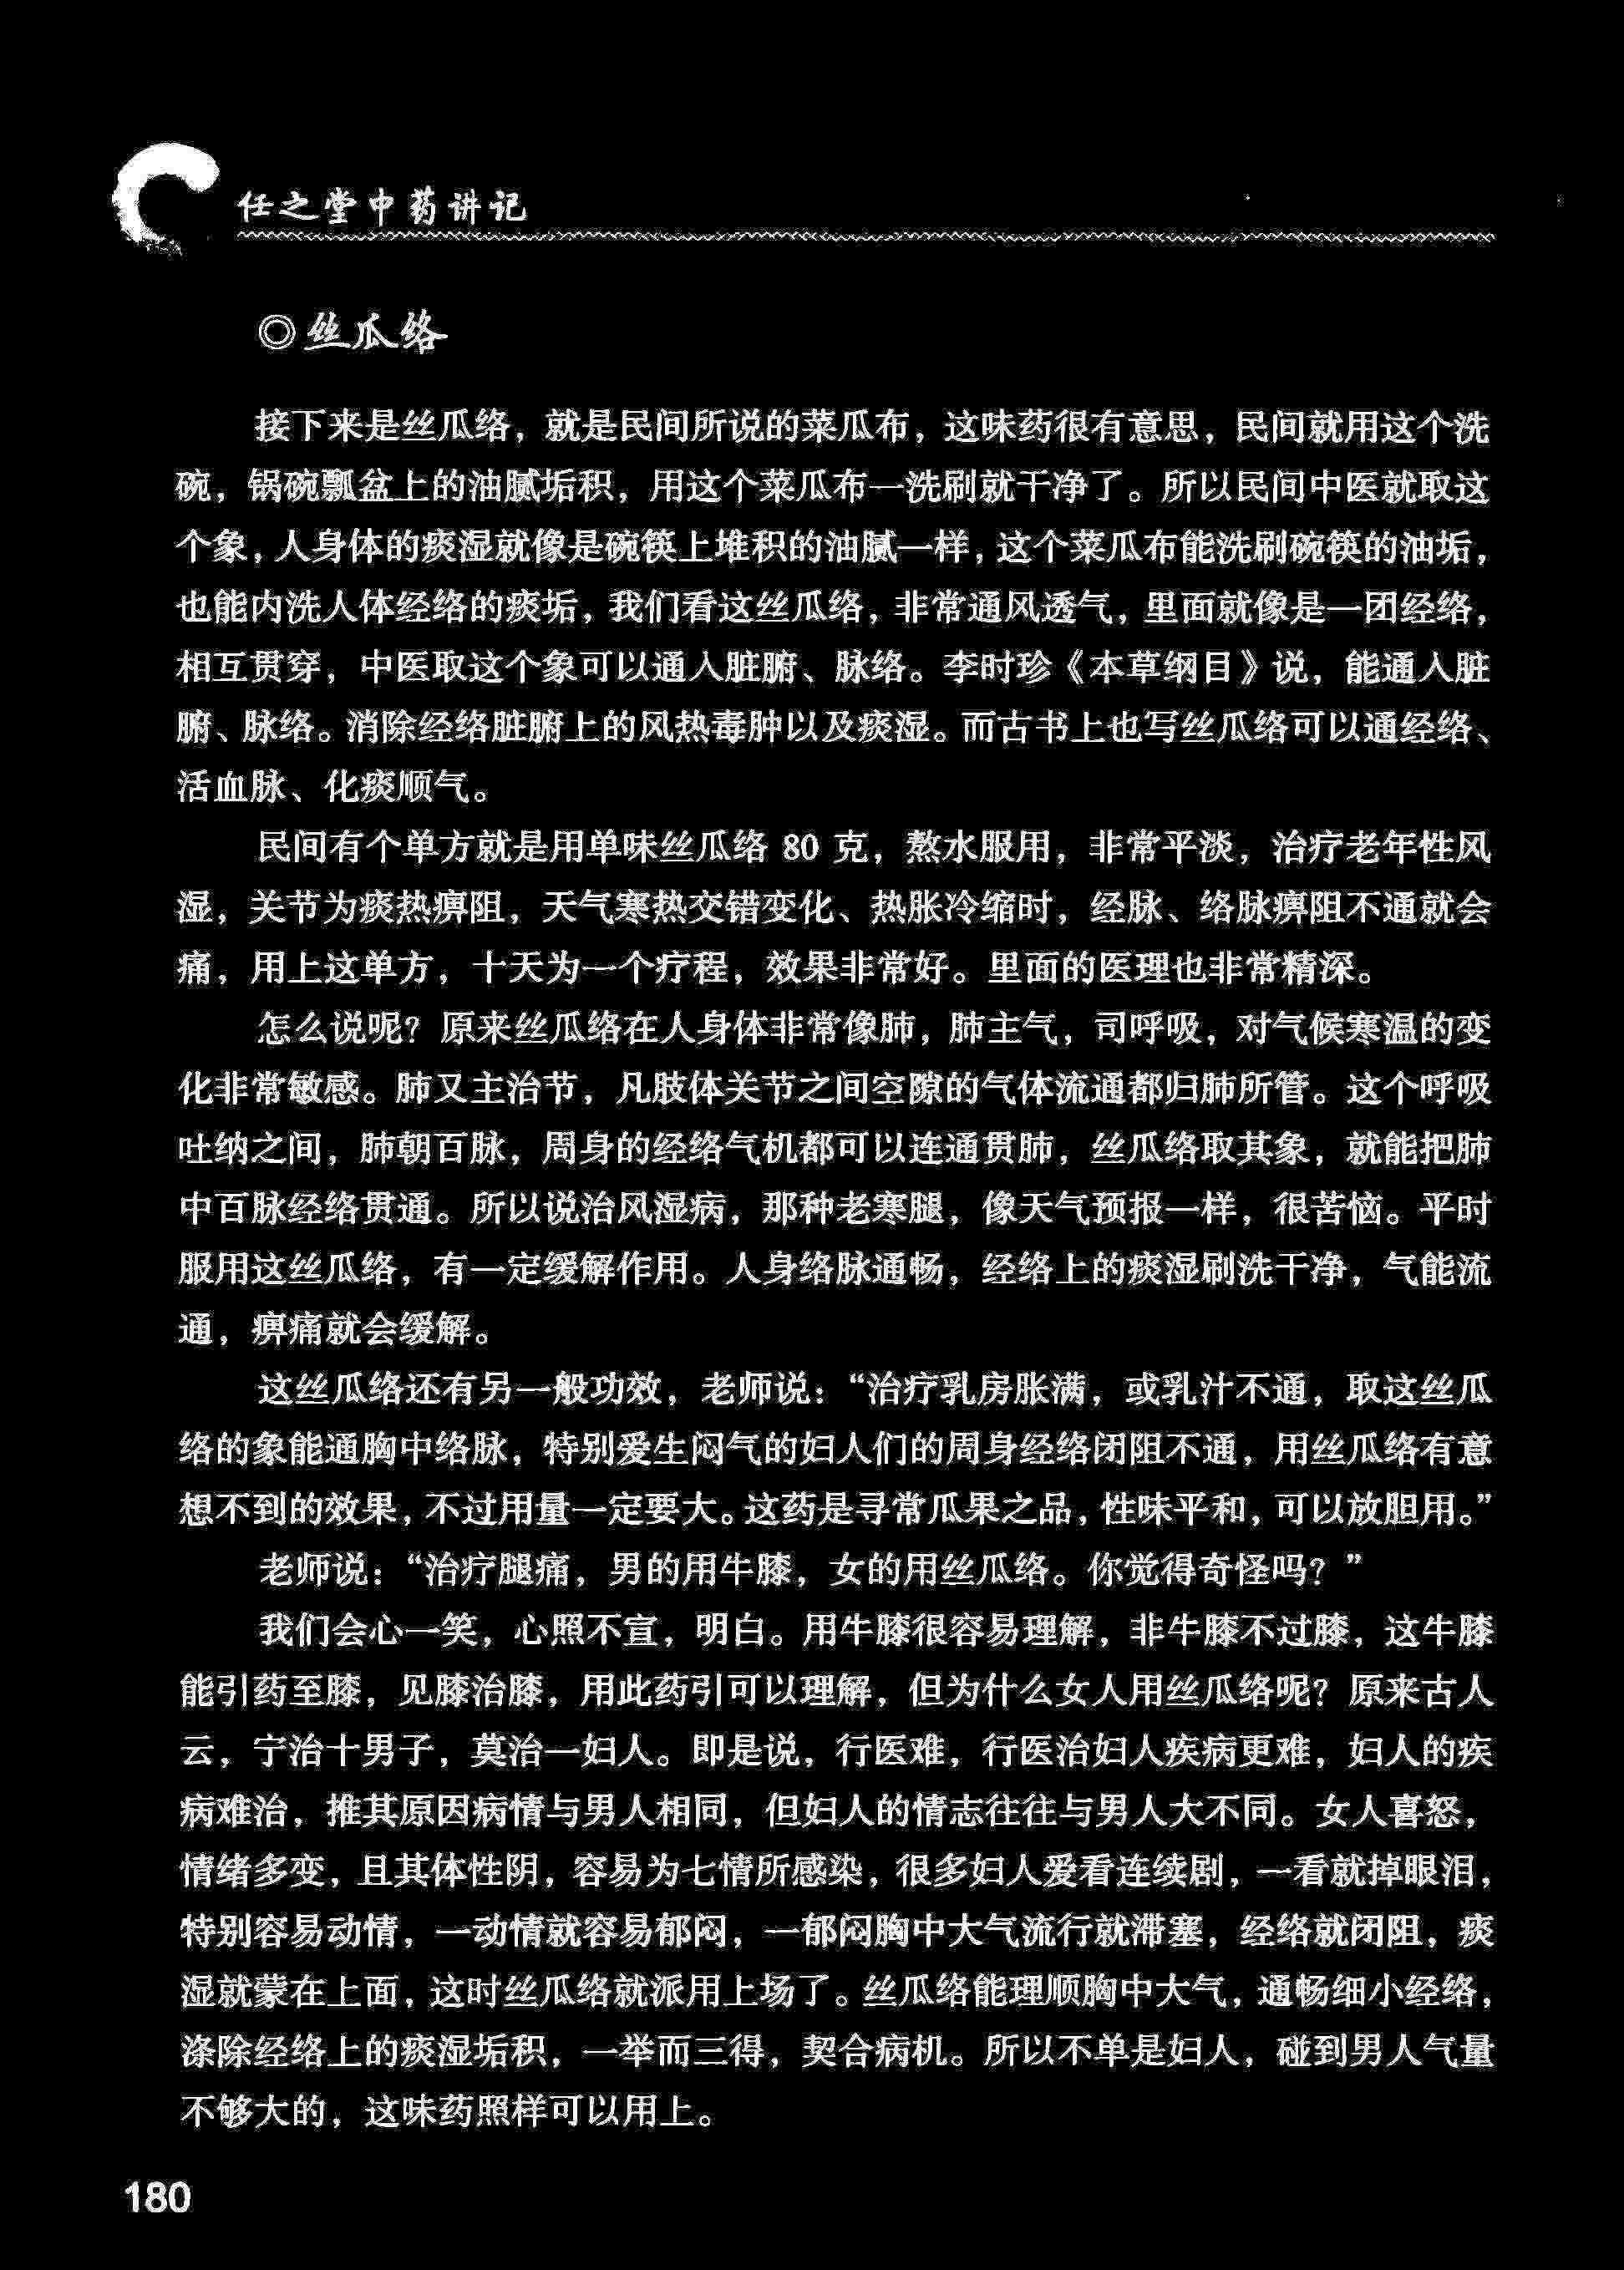 任之堂中药讲记
◎丝瓜络
接下来是丝瓜络，就是民间所说的菜瓜布，这味药很有意思，民间就用这个洗
碗，锅碗瓢盆上的油腻垢积，用这个菜瓜布一洗刷就干净了。所以民间中医就取这
个象，人身体的痰湿就像是碗筷上堆积的油腻一样，这个菜瓜布能洗刷碗筷的油垢，
也能内洗人体经络的痰垢，我们看这丝瓜络，非常通风透气，里面就像是一团经络，
相互贯穿，中医取这个象可以通入脏腑、脉络。李时珍《本草纲目》说，能通入脏
腑、脉络。消除经络脏腑上的风热毒肿以及痰湿。而古书上也写丝瓜络可以通经络、
活血脉、化痰顺气。
民间有个单方就是用单味丝瓜络 80 克，熬水服用，非常平淡，治疗老年性风
湿，关节为痰热痹阻，天气寒热交错变化、热胀冷缩时，经脉、络脉痹阻不通就会
痛，用上这单方，十天为一个疗程，效果非常好。里面的医理也非常精深。
怎么说呢？原来丝瓜络在人身体非常像肺，肺主气，司呼吸，对气候寒温的变
化非常敏感。肺又主治节，凡肢体关节之间空隙的气体流通都归肺所管。这个呼吸
吐纳之间，肺朝百脉，周身的经络气机都可以连通贯肺，丝瓜络取其象，就能把肺
中百脉经络贯通。所以说治风湿病，那种老寒腿，像天气预报一样，很苦恼。平时
服用这丝瓜络，有一定缓解作用。人身络脉通畅，经络上的痰湿刷洗干净，气能流
通，痹痛就会缓解。
这丝瓜络还有另一般功效，老师说：“治疗乳房胀满，或乳汁不通，取这丝瓜
络的象能通胸中络脉，特别爱生闷气的妇人们的周身经络闭阻不通，用丝瓜络有意
想不到的效果，不过用量一定要大。这药是寻常瓜果之品，性味平和，可以放胆用。”
老师说：“治疗腿痛，男的用牛膝，女的用丝瓜络。你觉得奇怪吗？”
我们会心一笑，心照不宣，明白。用牛膝很容易理解，非牛膝不过膝，这牛膝
能引药至膝，见膝治膝，用此药引可以理解，但为什么女人用丝瓜络呢？原来古人
云，宁治十男子，莫治一妇人。即是说，行医难，行医治妇人疾病更难，妇人的疾
病难治，推其原因病情与男人相同，但妇人的情志往往与男人大不同。女人喜怒，
情绪多变，且其体性阴，容易为七情所感染，很多妇人爱看连续剧，一看就掉眼泪，
特别容易动情，一动情就容易郁闷，一郁闷胸中大气流行就滞塞，经络就闭阻，痰
湿就蒙在上面，这时丝瓜络就派用上场了。丝瓜络能理顺胸中大气，通畅细小经络，
涤除经络上的痰湿垢积，一举而三得，契合病机。所以不单是妇人，碰到男人气量
不够大的，这味药照样可以用上。
180